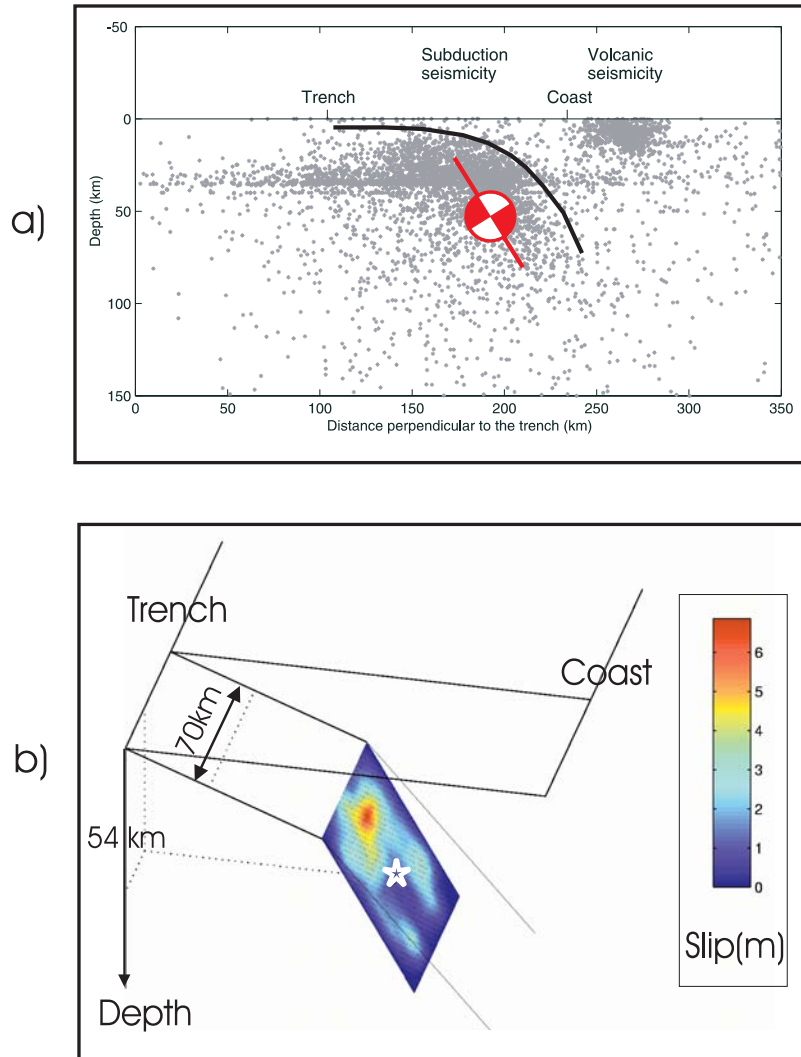 a)
Subduction
seismicity
Volcanic
seismicity
Trench
Coast
-50
0
50
100
150
Depth (km)
0
50
100
150
200
250
300
350
Distance perpendicular to the trench (km)
b)
Trench
Coast
70km
54 km
Depth
6
5
4
3
2
1
0
Slip(m)